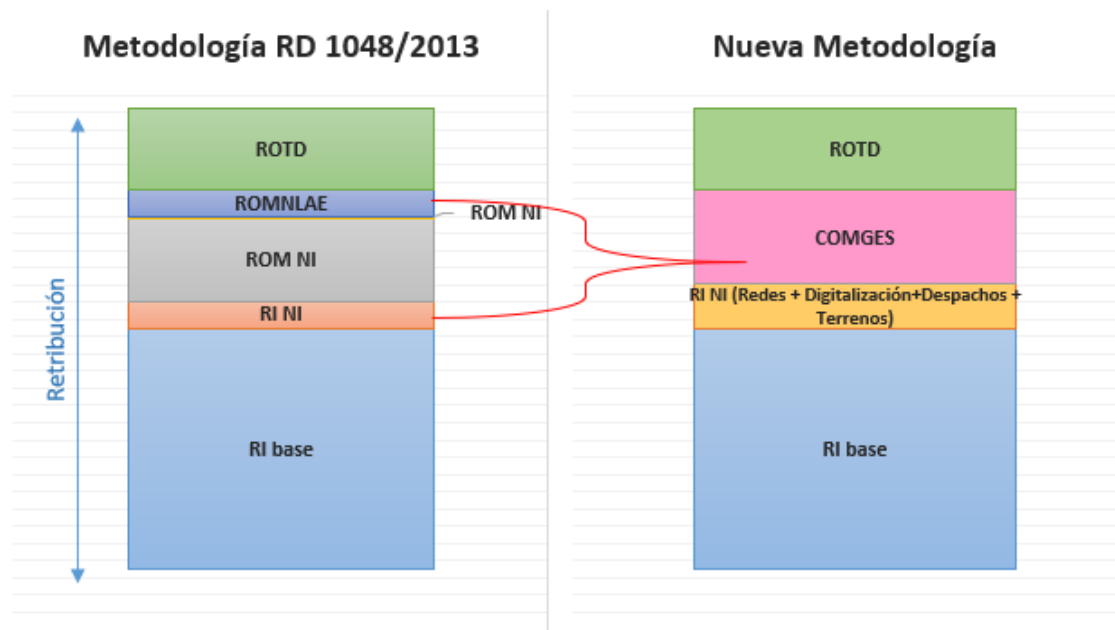 Metodología RD 1048/2013
Retribución
ROTD
ROMNLAE
ROM NI
ROM NI
RI NI
RI base
Nueva Metodología
ROTD
COMGES
RI NI (Redes + Digitalización+Despachos +
Terrenos)
RI base